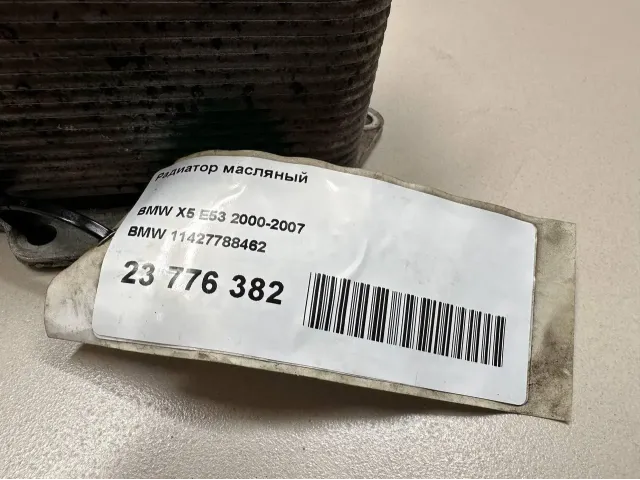 Радиатор масляный
BMW X5 E53 2000-2007
BMW 11427788462
23 776 382